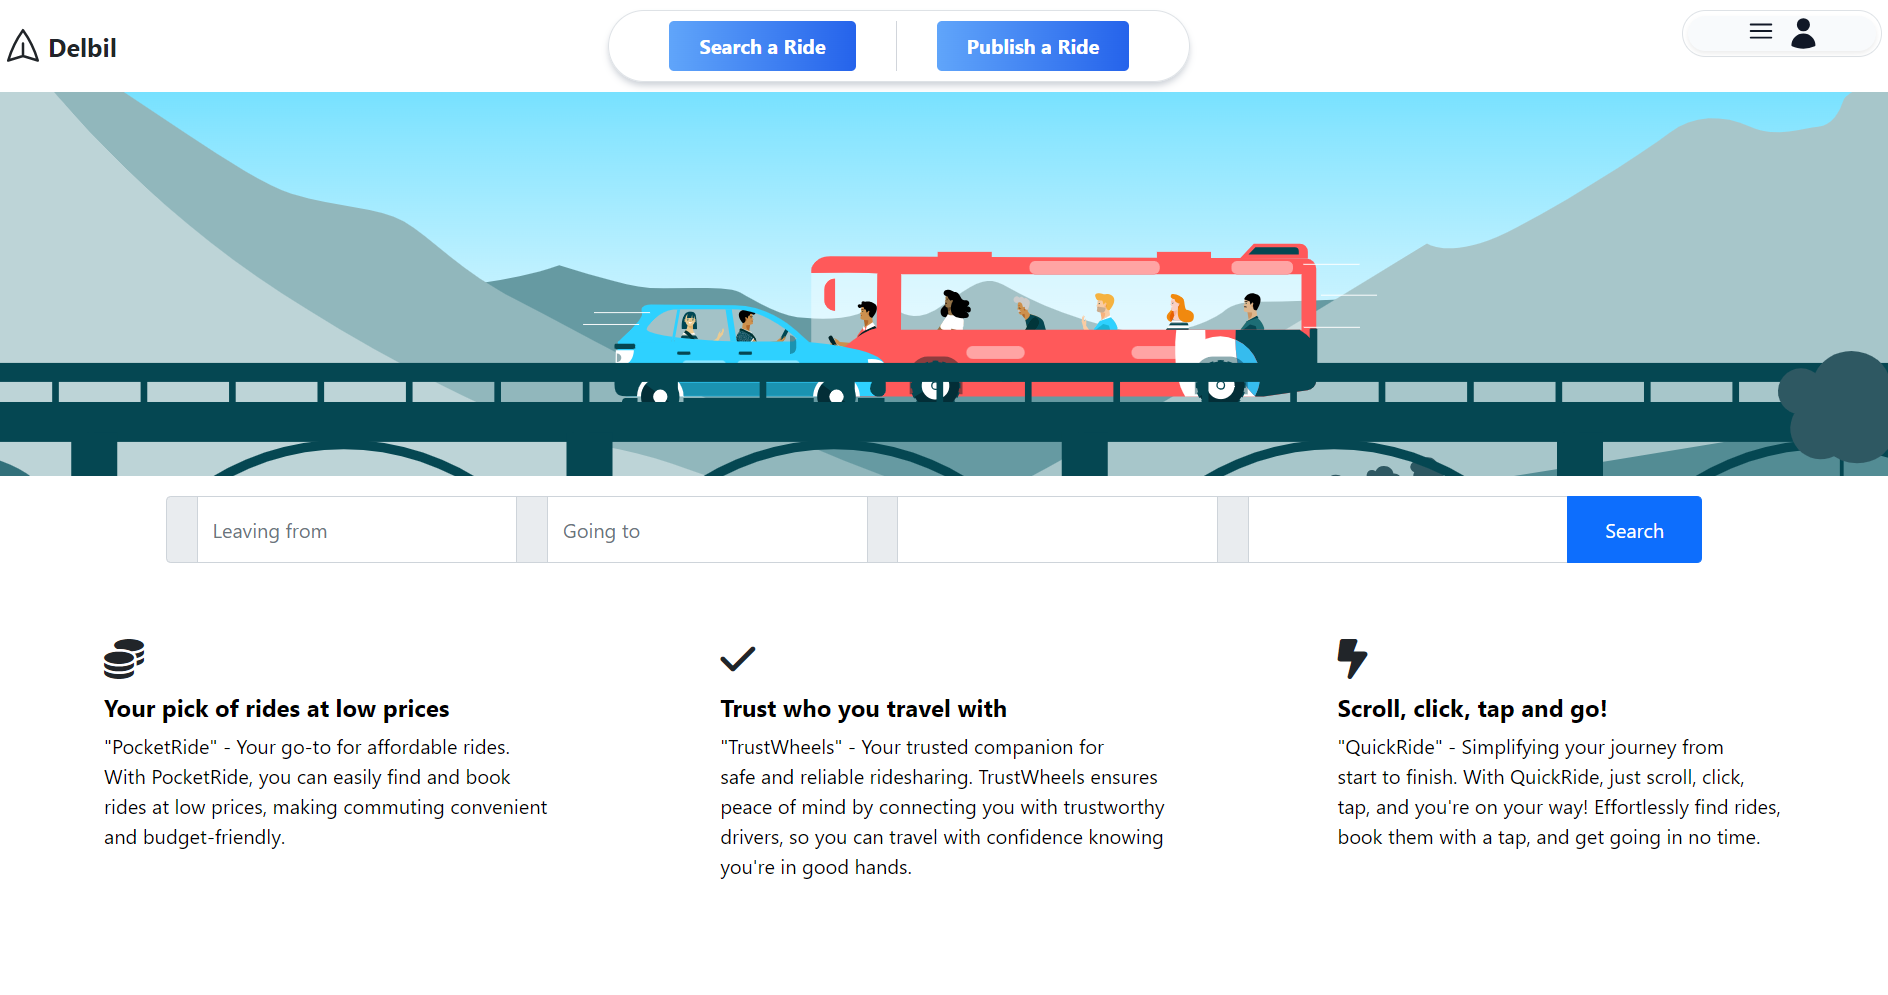 Delbil
Search a Ride
Publish a Ride
Leaving from
Going to
Search
Your pick of rides at low prices
"PocketRide" - Your go-to for affordable rides.
With PocketRide, you can easily find and book
rides at low prices, making commuting convenient
and budget-friendly.
Trust who you travel with
"TrustWheels" - Your trusted companion for
safe and reliable ridesharing. TrustWheels ensures
peace of mind by connecting you with trustworthy
drivers, so you can travel with confidence knowing
you're in good hands.
Scroll, click, tap and go!
"QuickRide" - Simplifying your journey from
start to finish. With QuickRide, just scroll, click,
tap, and you're on your way! Effortlessly find rides,
book them with a tap, and get going in no time.